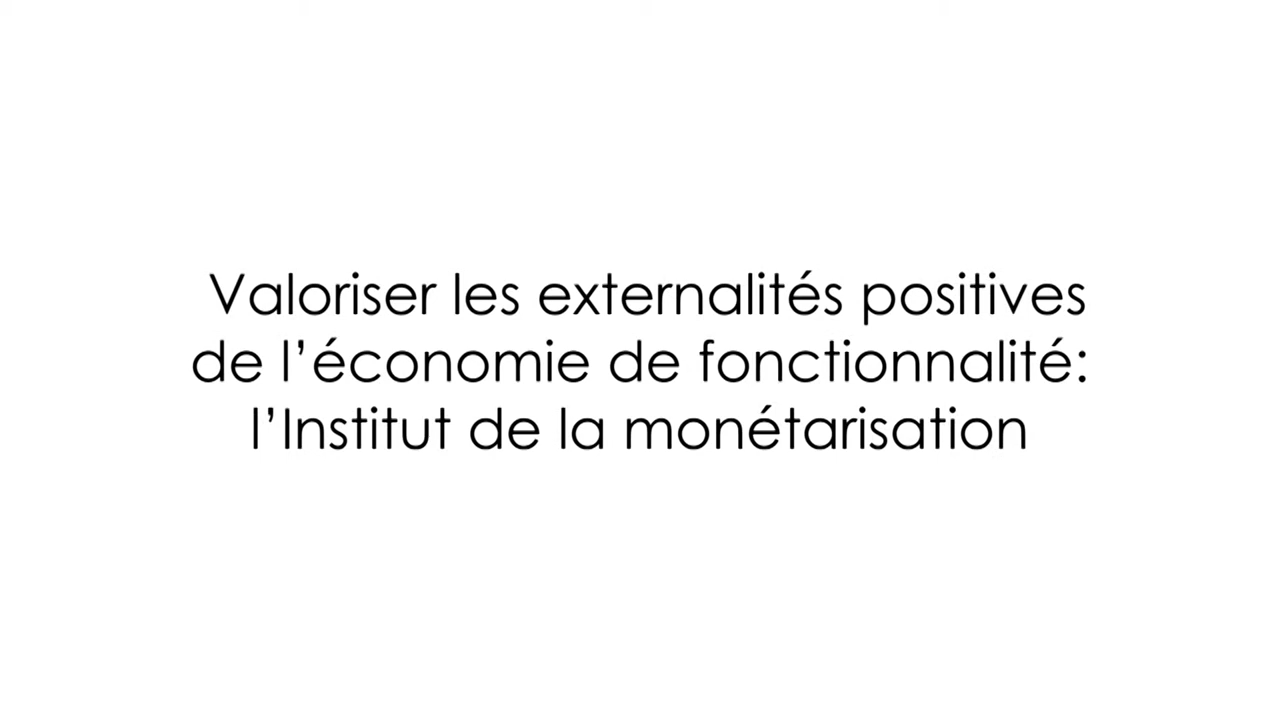 Valoriser les externalités positives
de l’économie de fonctionnalité:
l’Institut de la monétarisation